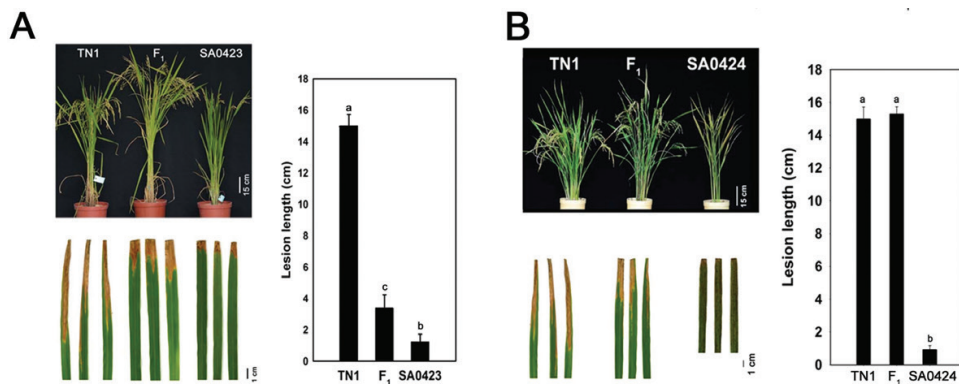 A
TN1 F1 SA0423
15 cm
1 cm
18
16
14
12
10
8
6
4
2
0
Lesion length (cm)
a
c
b
TN1 F1 SA0423
B
TN1 F1 SA0424
15 cm
1 cm
18
16
14
12
10
8
6
4
2
0
Lesion length (cm)
a a
b
TN1 F1 SA0424